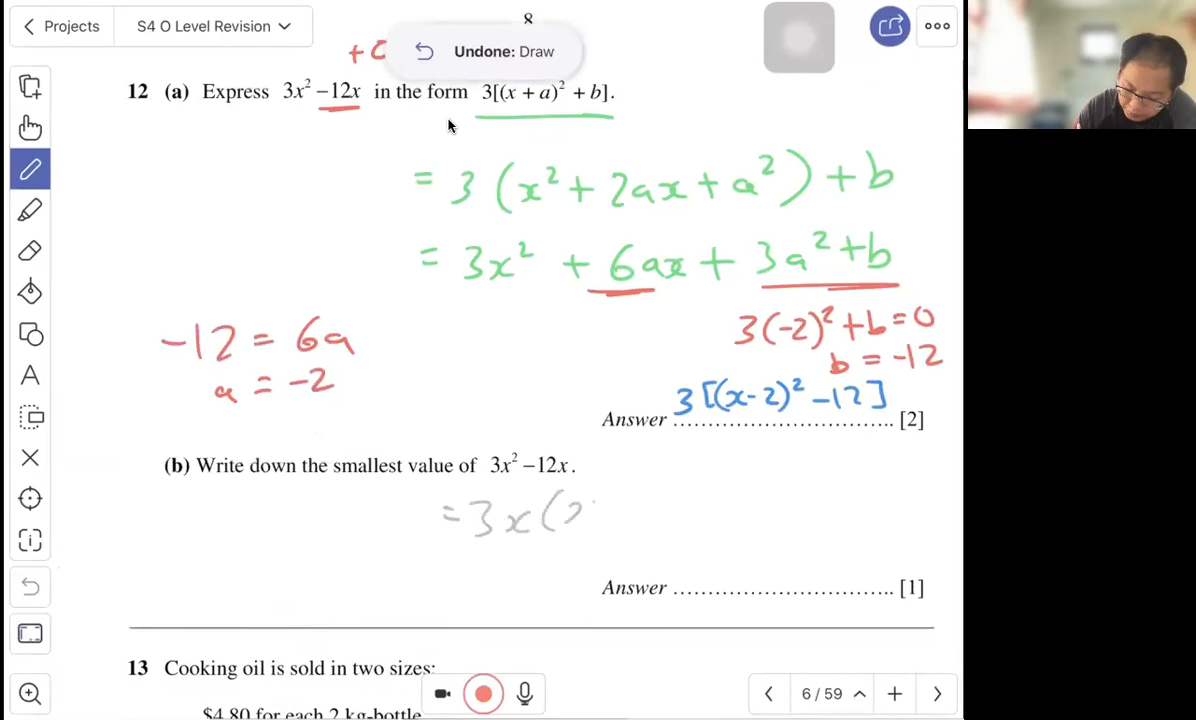 8
Projects
S4 O Level Revision
Undone: Draw
12 (a) Express 3x² −12x in the form 3[(x + a)² + b].
= 3 (x² + 2ax + a²) + b
= 3x² + 6ax + 3a² + b
3(-2)² + b = 0
-12 = 6a
b = -12
a = -2
3 [(x-2)² -12]
Answer .............................. [2]
(b) Write down the smallest value of 3x² −12x.
= 3x(
Answer .............................. [1]
13 Cooking oil is sold in two sizes:
6 / 59
$4.80 for each 2 kg-bottle